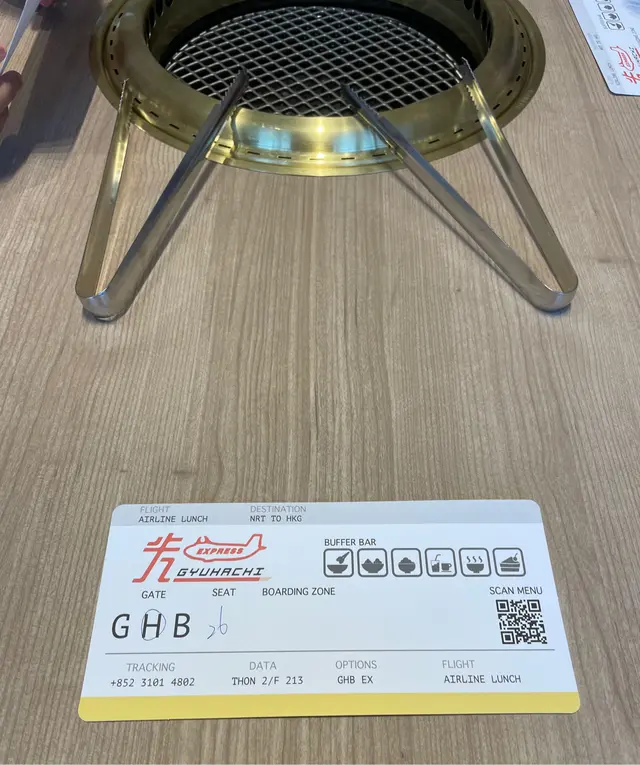 FLIGHT DESTINATION
AIRLINE LUNCH NRT TO HKG
EXPRESS
GYUHACHI
BUFFER BAR
GATE SEAT BOARDING ZONE SCAN MENU
G H B 26
TRACKING DATA OPTIONS FLIGHT
+852 3101 4802 THON 2/F 213 GHB EX AIRLINE LUNCH